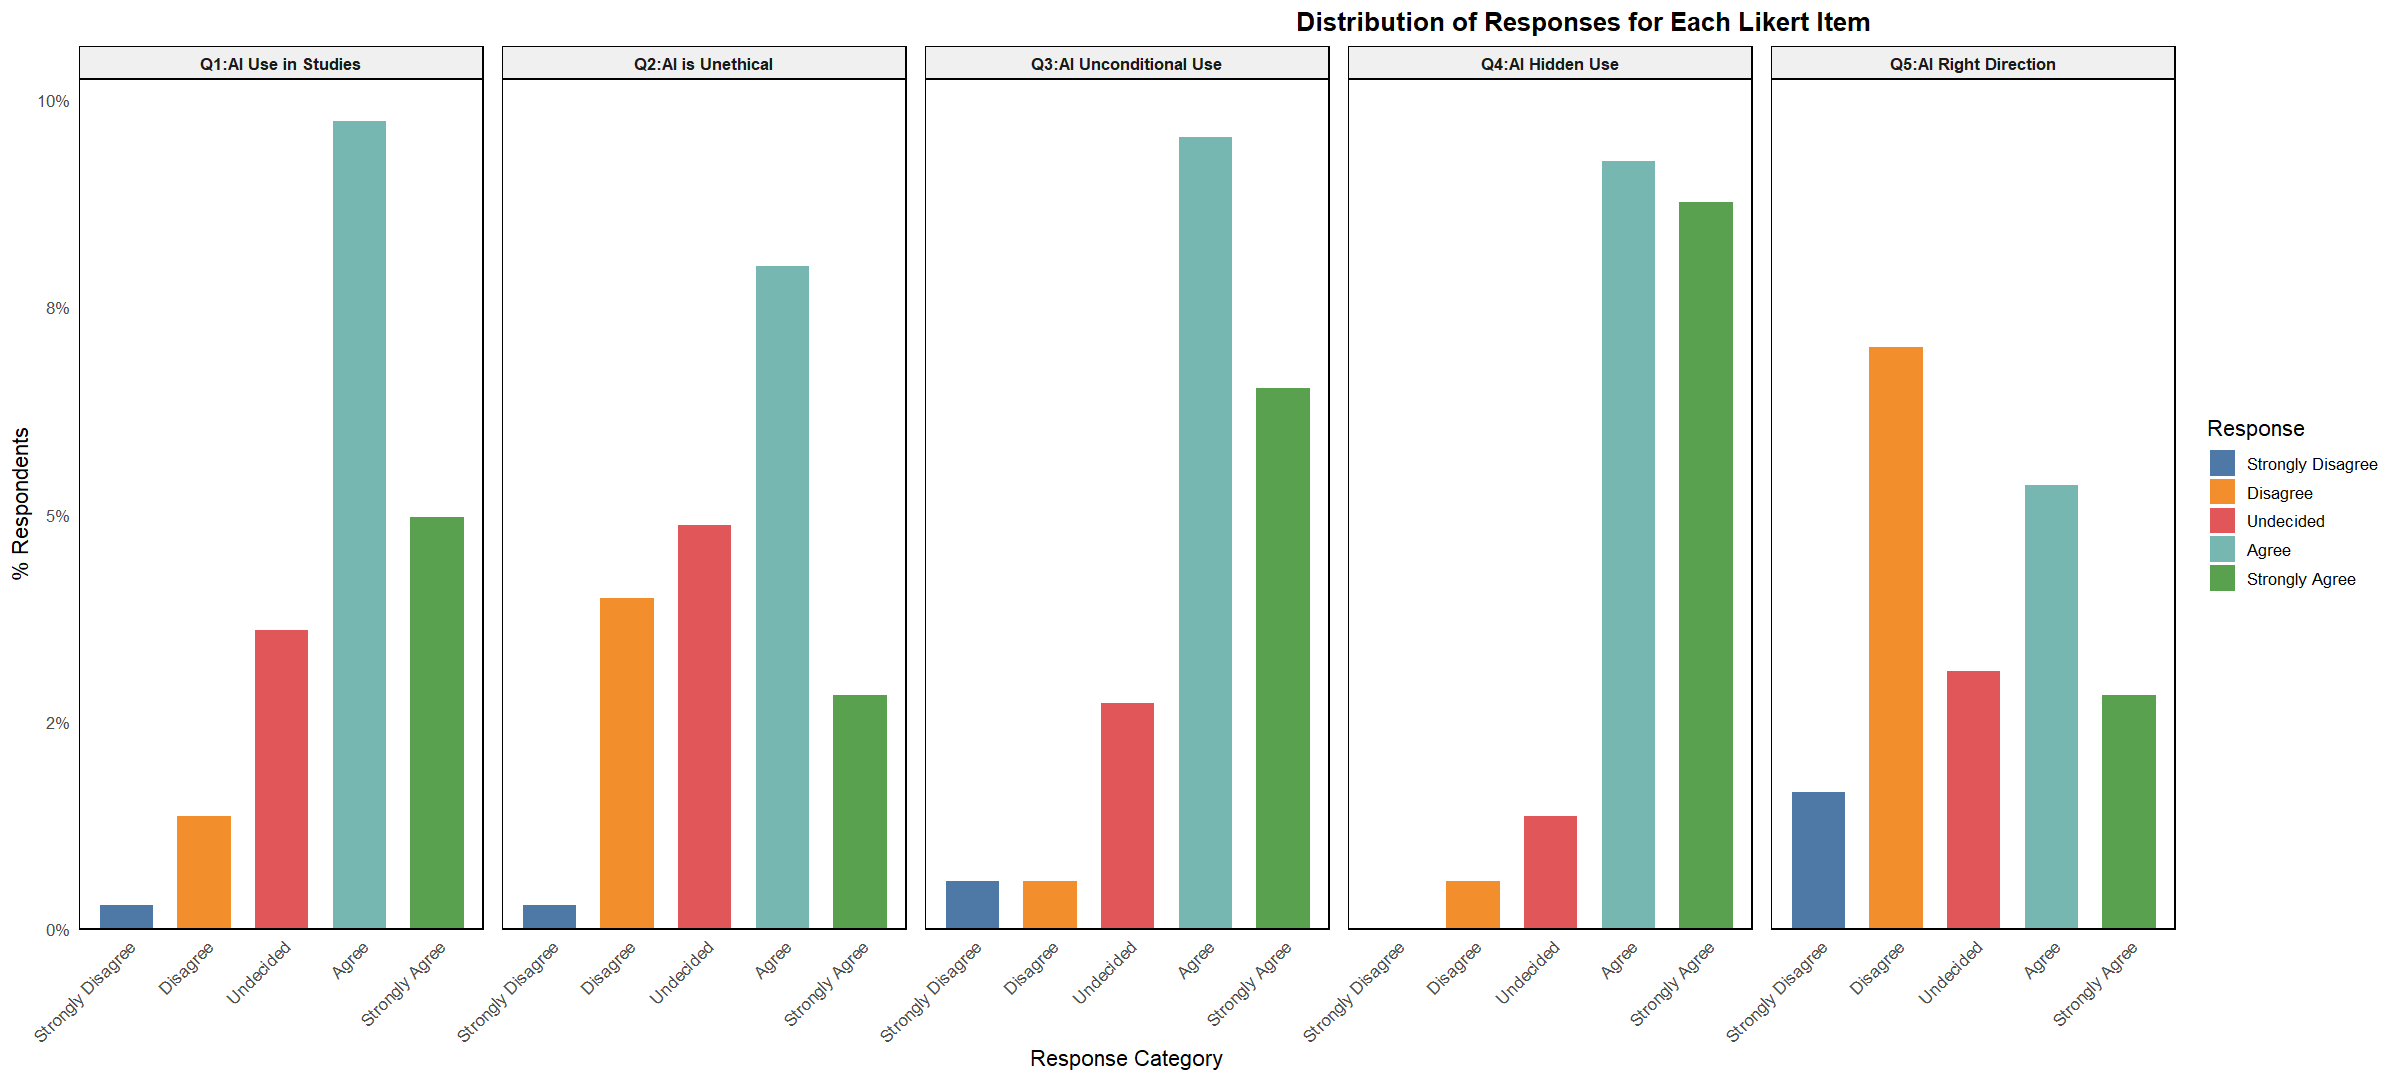 Distribution of Responses for Each Likert Item
Q1:AI Use in Studies
Q2:AI is Unethical
Q3:AI Unconditional Use
Q4:AI Hidden Use
Q5:AI Right Direction
% Respondents
10%
8%
5%
2%
0%
Strongly Disagree
Disagree
Undecided
Agree
Strongly Agree
Strongly Disagree
Disagree
Undecided
Agree
Strongly Agree
Strongly Disagree
Disagree
Undecided
Agree
Strongly Agree
Strongly Disagree
Disagree
Undecided
Agree
Strongly Agree
Strongly Disagree
Disagree
Undecided
Agree
Strongly Agree
Response Category
Response
Strongly Disagree
Disagree
Undecided
Agree
Strongly Agree